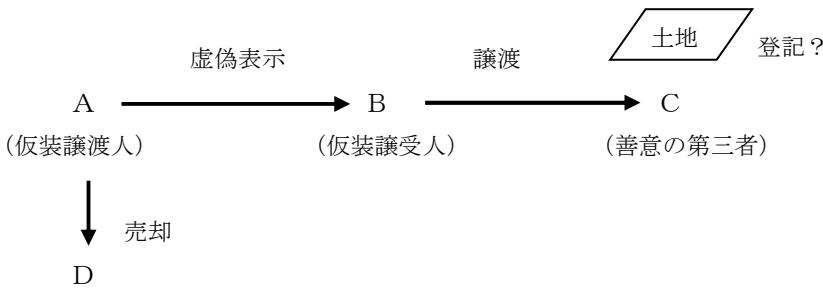 土地
登記？
虚偽表示
譲渡
A
B
C
（仮装譲渡人）
（仮装譲受人）
（善意の第三者）
売却
D